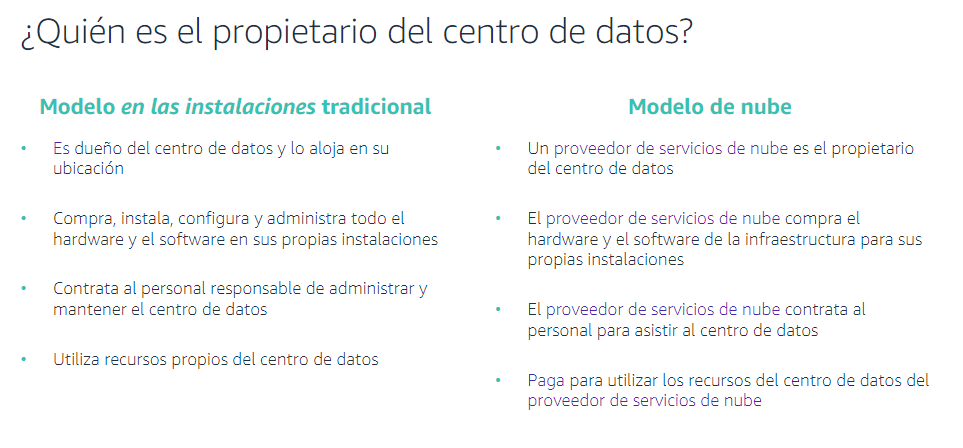 ¿Quién es el propietario del centro de datos?
Modelo en las instalaciones tradicional
• Es dueño del centro de datos y lo aloja en su
ubicación
• Compra, instala, configura y administra todo el
hardware y el software en sus propias instalaciones
• Contrata al personal responsable de administrar y
mantener el centro de datos
• Utiliza recursos propios del centro de datos
Modelo de nube
• Un proveedor de servicios de nube es el propietario
del centro de datos
• El proveedor de servicios de nube compra el
hardware y el software de la infraestructura para sus
propias instalaciones
• El proveedor de servicios de nube contrata al
personal para asistir al centro de datos
• Paga para utilizar los recursos del centro de datos del
proveedor de servicios de nube